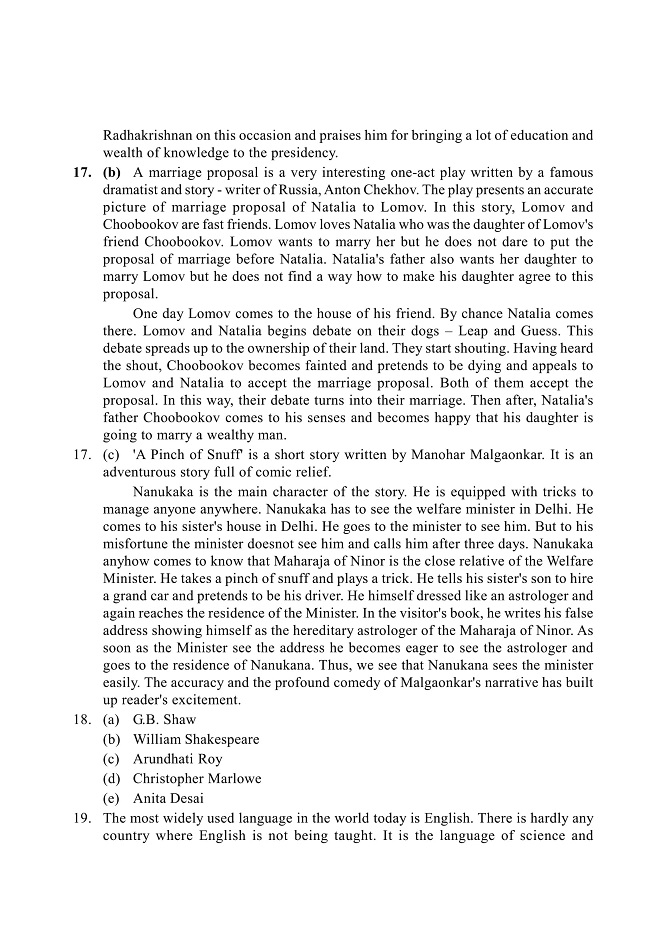 Radhakrishnan on this occasion and praises him for bringing a lot of education and
wealth of knowledge to the presidency.
17. (b) A marriage proposal is a very interesting one-act play written by a famous
dramatist and story - writer of Russia, Anton Chekhov. The play presents an accurate
picture of marriage proposal of Natalia to Lomov. In this story, Lomov and
Choobookov are fast friends. Lomov loves Natalia who was the daughter of Lomov's
friend Choobookov. Lomov wants to marry her but he does not dare to put the
proposal of marriage before Natalia. Natalia's father also wants her daughter to
marry Lomov but he does not find a way how to make his daughter agree to this
proposal.
One day Lomov comes to the house of his friend. By chance Natalia comes
there. Lomov and Natalia begins debate on their dogs – Leap and Guess. This
debate spreads up to the ownership of their land. They start shouting. Having heard
the shout, Choobookov becomes fainted and pretends to be dying and appeals to
Lomov and Natalia to accept the marriage proposal. Both of them accept the
proposal. In this way, their debate turns into their marriage. Then after, Natalia's
father Choobookov comes to his senses and becomes happy that his daughter is
going to marry a wealthy man.
17. (c) 'A Pinch of Snuff' is a short story written by Manohar Malgaonkar. It is an
adventurous story full of comic relief.
Nanukaka is the main character of the story. He is equipped with tricks to
manage anyone anywhere. Nanukaka has to see the welfare minister in Delhi. He
comes to his sister's house in Delhi. He goes to the minister to see him. But to his
misfortune the minister doesnot see him and calls him after three days. Nanukaka
anyhow comes to know that Maharaja of Ninor is the close relative of the Welfare
Minister. He takes a pinch of snuff and plays a trick. He tells his sister's son to hire
a grand car and pretends to be his driver. He himself dressed like an astrologer and
again reaches the residence of the Minister. In the visitor's book, he writes his false
address showing himself as the hereditary astrologer of the Maharaja of Ninor. As
soon as the Minister see the address he becomes eager to see the astrologer and
goes to the residence of Nanukana. Thus, we see that Nanukana sees the minister
easily. The accuracy and the profound comedy of Malgaonkar's narrative has built
up reader's excitement.
18. (a) G.B. Shaw
(b) William Shakespeare
(c) Arundhati Roy
(d) Christopher Marlowe
(e) Anita Desai
19. The most widely used language in the world today is English. There is hardly any
country where English is not being taught. It is the language of science and